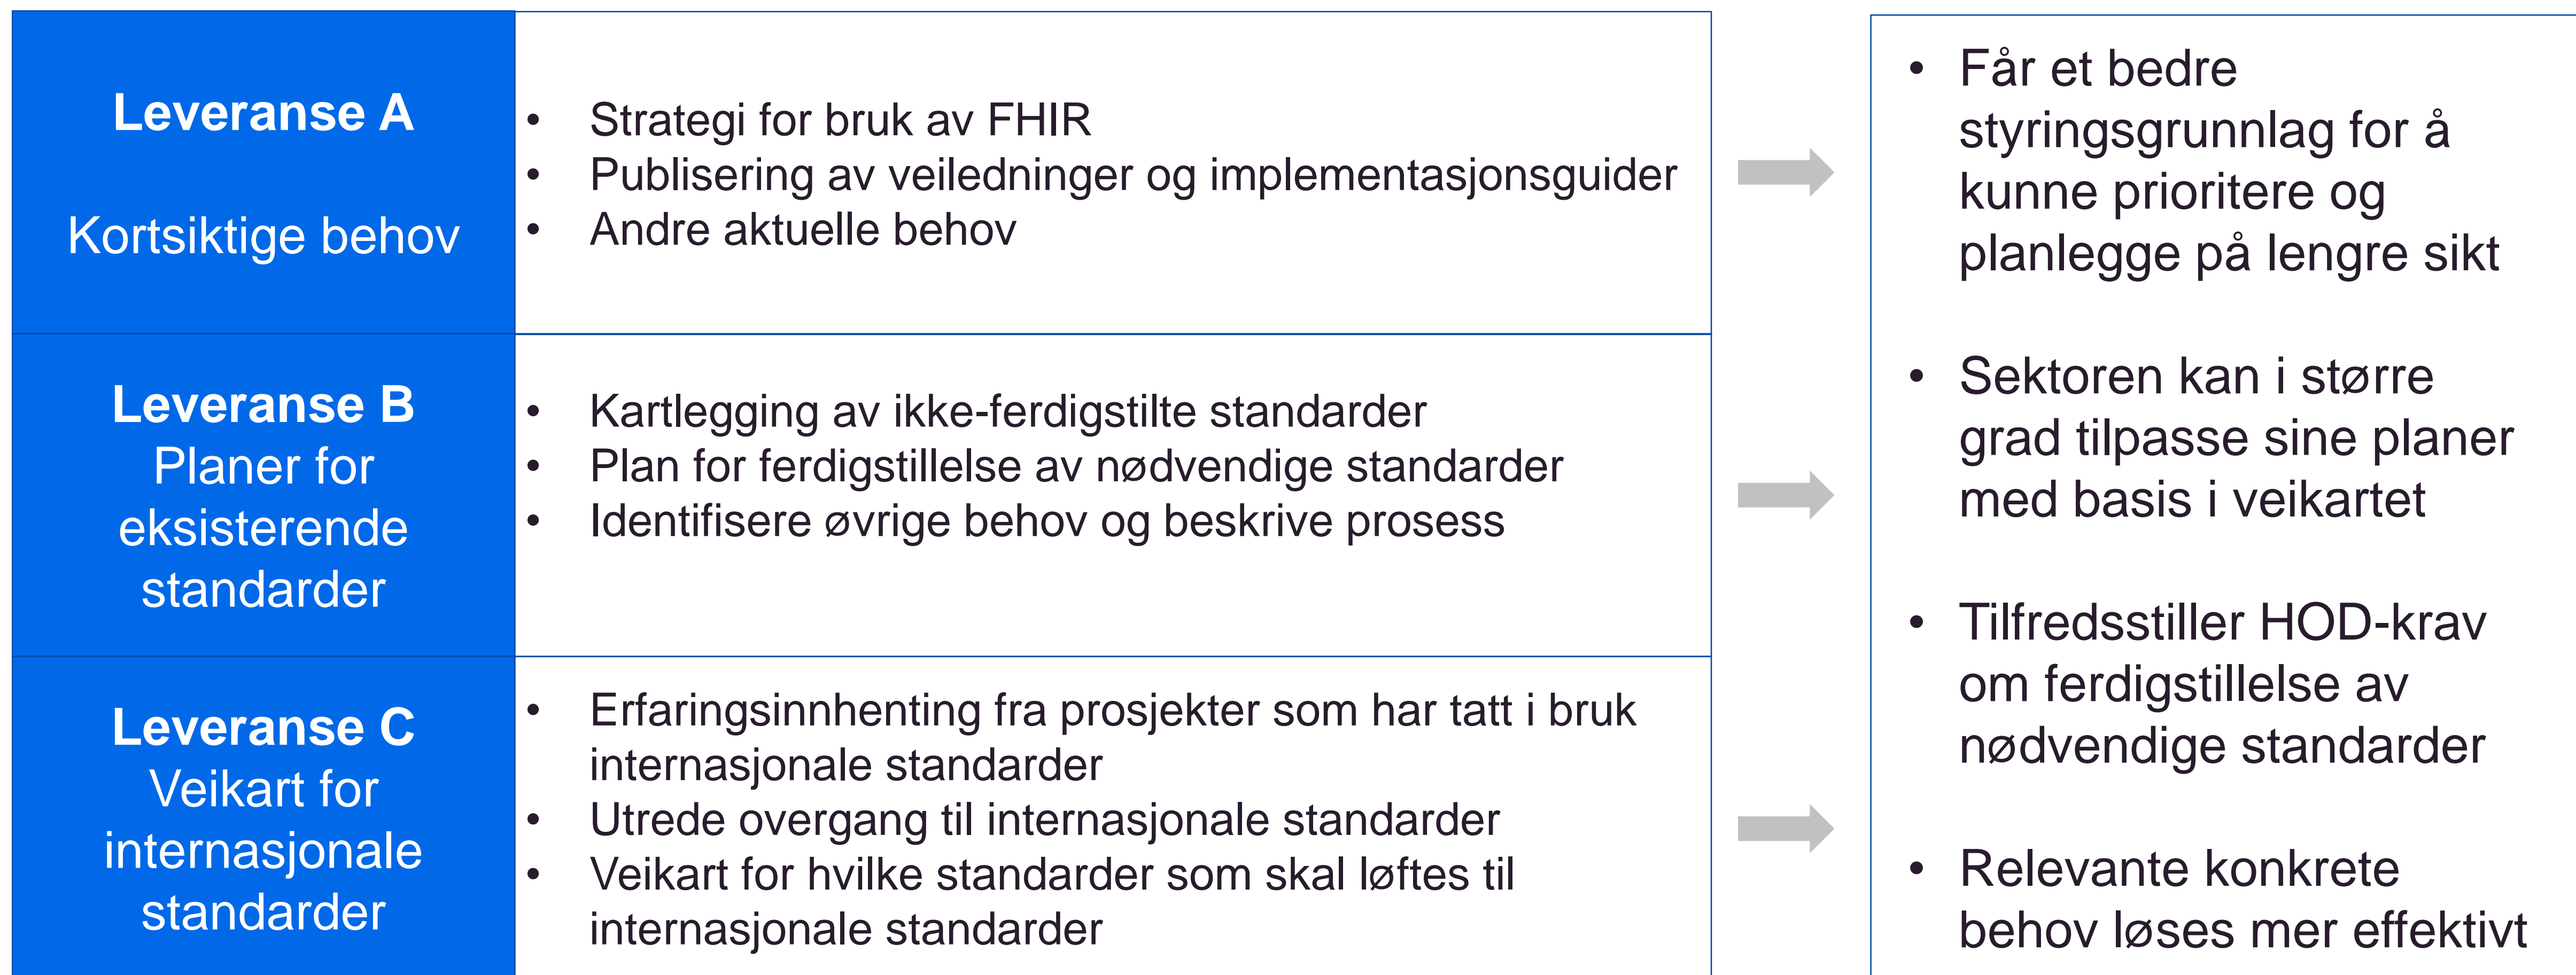 Leveranse A
Kortsiktige behov
• Strategi for bruk av FHIR
• Publisering av veiledninger og implementasjonsguider
• Andre aktuelle behov
Leveranse B
Planer for
eksisterende
standarder
• Kartlegging av ikke-ferdigstilte standarder
• Plan for ferdigstillelse av nødvendige standarder
• Identifisere øvrige behov og beskrive prosess
Leveranse C
Veikart for
internasjonale
standarder
• Erfaringsinnhenting fra prosjekter som har tatt i bruk
internasjonale standarder
• Utrede overgang til internasjonale standarder
• Veikart for hvilke standarder som skal løftes til
internasjonale standarder
• Får et bedre
styringsgrunnlag for å
kunne prioritere og
planlegge på lengre sikt
• Sektoren kan i større
grad tilpasse sine planer
med basis i veikartet
• Tilfredsstiller HOD-krav
om ferdigstillelse av
nødvendige standarder
• Relevante konkrete
behov løses mer effektivt